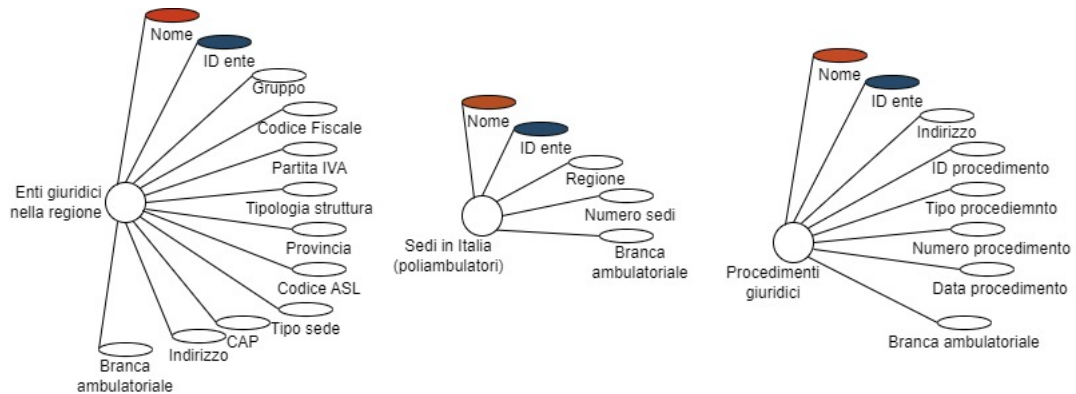 Nome
ID ente
Gruppo
Codice Fiscale
Partita IVA
Enti giuridici
nella regione
Tipologia struttura
Provincia
Codice ASL
Tipo sede
CAP
Indirizzo
Branca
ambulatoriale
Nome
ID ente
Regione
Numero sedi
Sedi in Italia
(poliambulatori)
Branca
ambulatoriale
Nome
ID ente
Indirizzo
ID procedimento
Tipo procediemnto
Numero procedimento
Procedimenti
giuridici
Data procedimento
Branca ambulatoriale